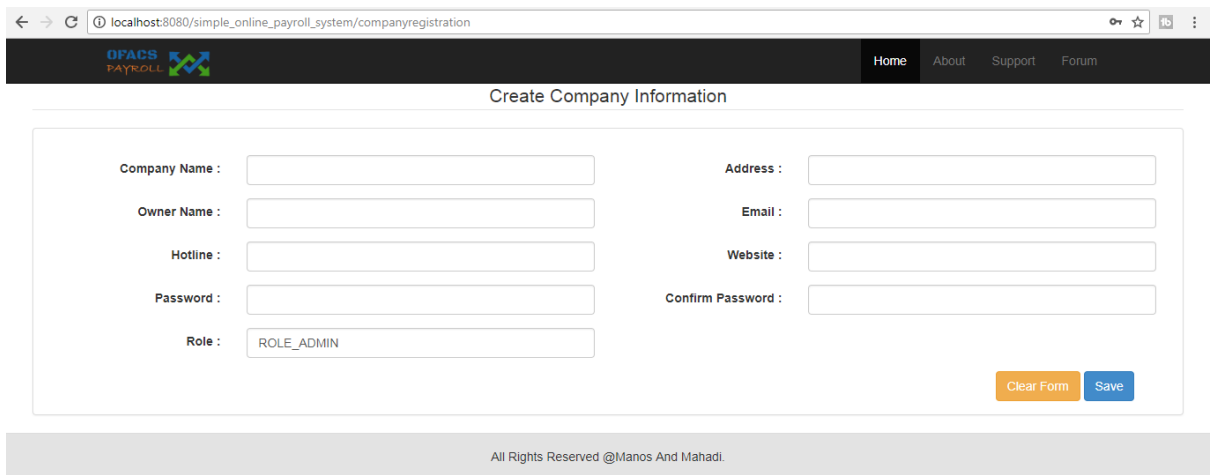 localhost:8080/simple_online_payroll_system/companyregistration
OFACS
PAYROLL
Home About Support Forum
Create Company Information
Company Name :
Address :
Owner Name :
Email :
Hotline :
Website :
Password :
Confirm Password :
Role :
ROLE_ADMIN
Clear Form Save
All Rights Reserved @Manos And Mahadi.